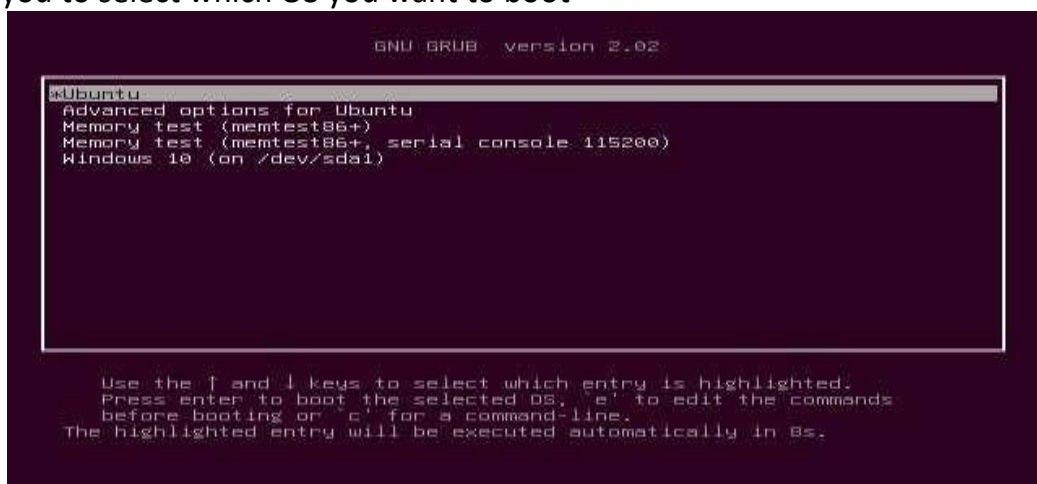 you to select which OS you want to boot
GNU GRUB version 2.02
*Ubuntu
Advanced options for Ubuntu
Memory test (memtest86+)
Memory test (memtest86+, serial console 115200)
Windows 10 (on /dev/sda1)
Use the ↑ and ↓ keys to select which entry is highlighted.
Press enter to boot the selected OS, `e' to edit the commands
before booting or `c' for a command-line.
The highlighted entry will be executed automatically in 8s.